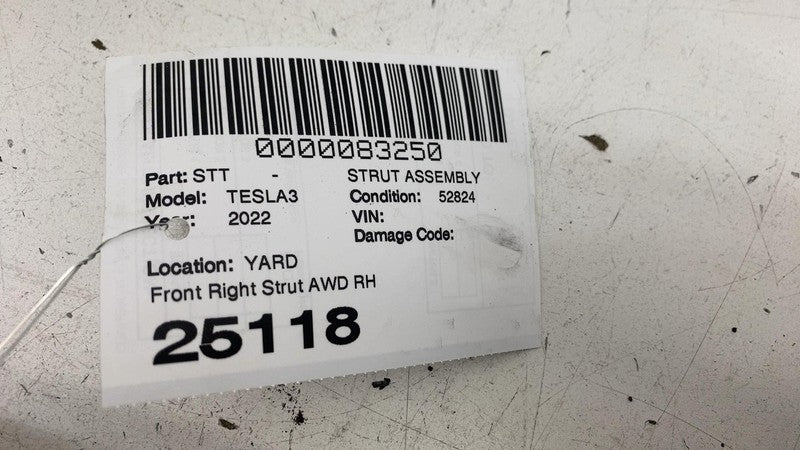 0000083250
Part: STT - STRUT ASSEMBLY
Model: TESLA3 Condition: 52824
Year: 2022 VIN:
Damage Code:
Location: YARD
Front Right Strut AWD RH
25118